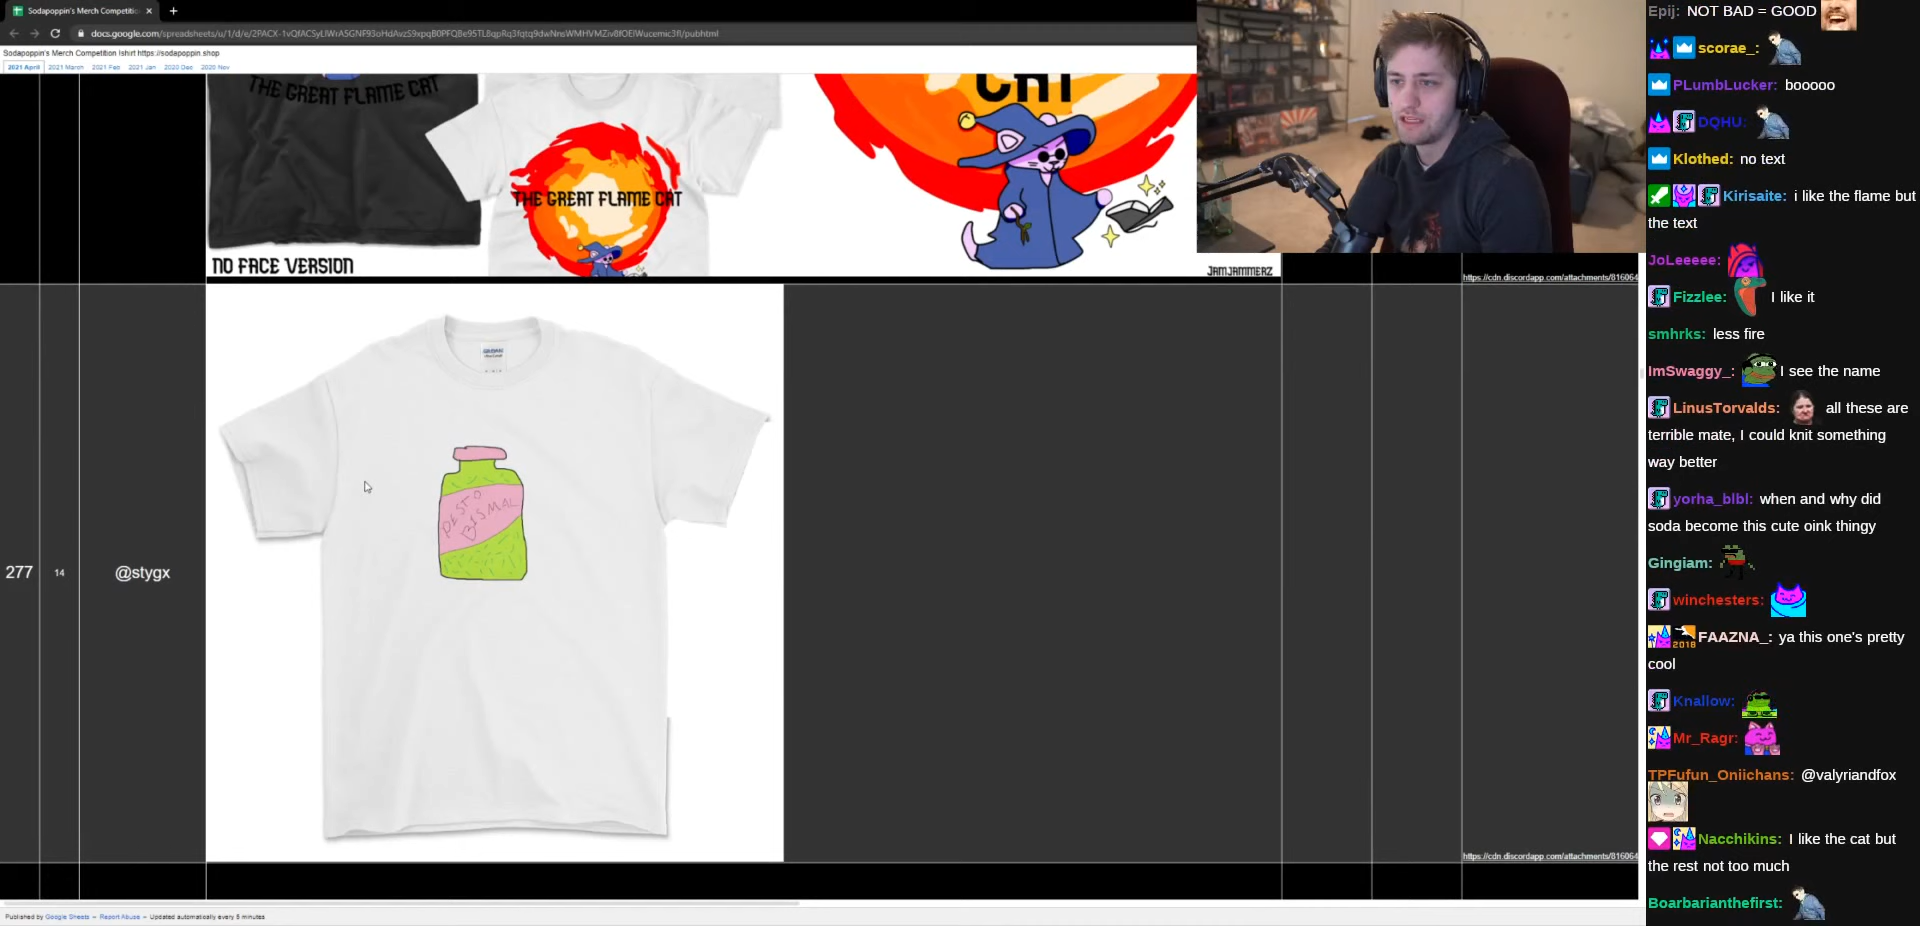 Sodapoppin's Merch Competitio
docs.google.com/spreadsheets/u/1/d/e/2PACX-1vQfACSyLlWrA5GNF93oHdAvzS9xpqB0PFQBe95TLBqpRq3fqtq9dwNnsWMHVMZiv8fOElWucemic3fl/pubhtml
Sodapoppin's Merch Competition !shirt https://sodapoppin.shop
2021 April 2021 March 2021 Feb 2021 Jan 2020 Dec 2020 Nov
THE GREAT FLAME CAT
THE GREAT FLAME CAT
CAT
NO FACE VERSION
JAMJAMMERZ
https://cdn.discordapp.com/attachments/816064
277 14 @stygx
GILDAN
PESTO
BISMAL
https://cdn.discordapp.com/attachments/816064
Published by Google Sheets – Report Abuse – Updated automatically every 5 minutes
Epij: NOT BAD = GOOD
scorae_:
PLumbLucker: booooo
DQHU:
Klothed: no text
Kirisaite: i like the flame but
the text
JoLeeeee:
Fizzlee: I like it
smhrks: less fire
ImSwaggy_: I see the name
LinusTorvalds: all these are
terrible mate, I could knit something
way better
yorha_blbl: when and why did
soda become this cute oink thingy
Gingiam:
winchesters:
2018 FAAZNA_: ya this one's pretty
cool
Knallow:
Mr_Ragr:
TPFufun_Oniichans: @valyriandfox
Nacchikins: I like the cat but
the rest not too much
Boarbarianthefirst: